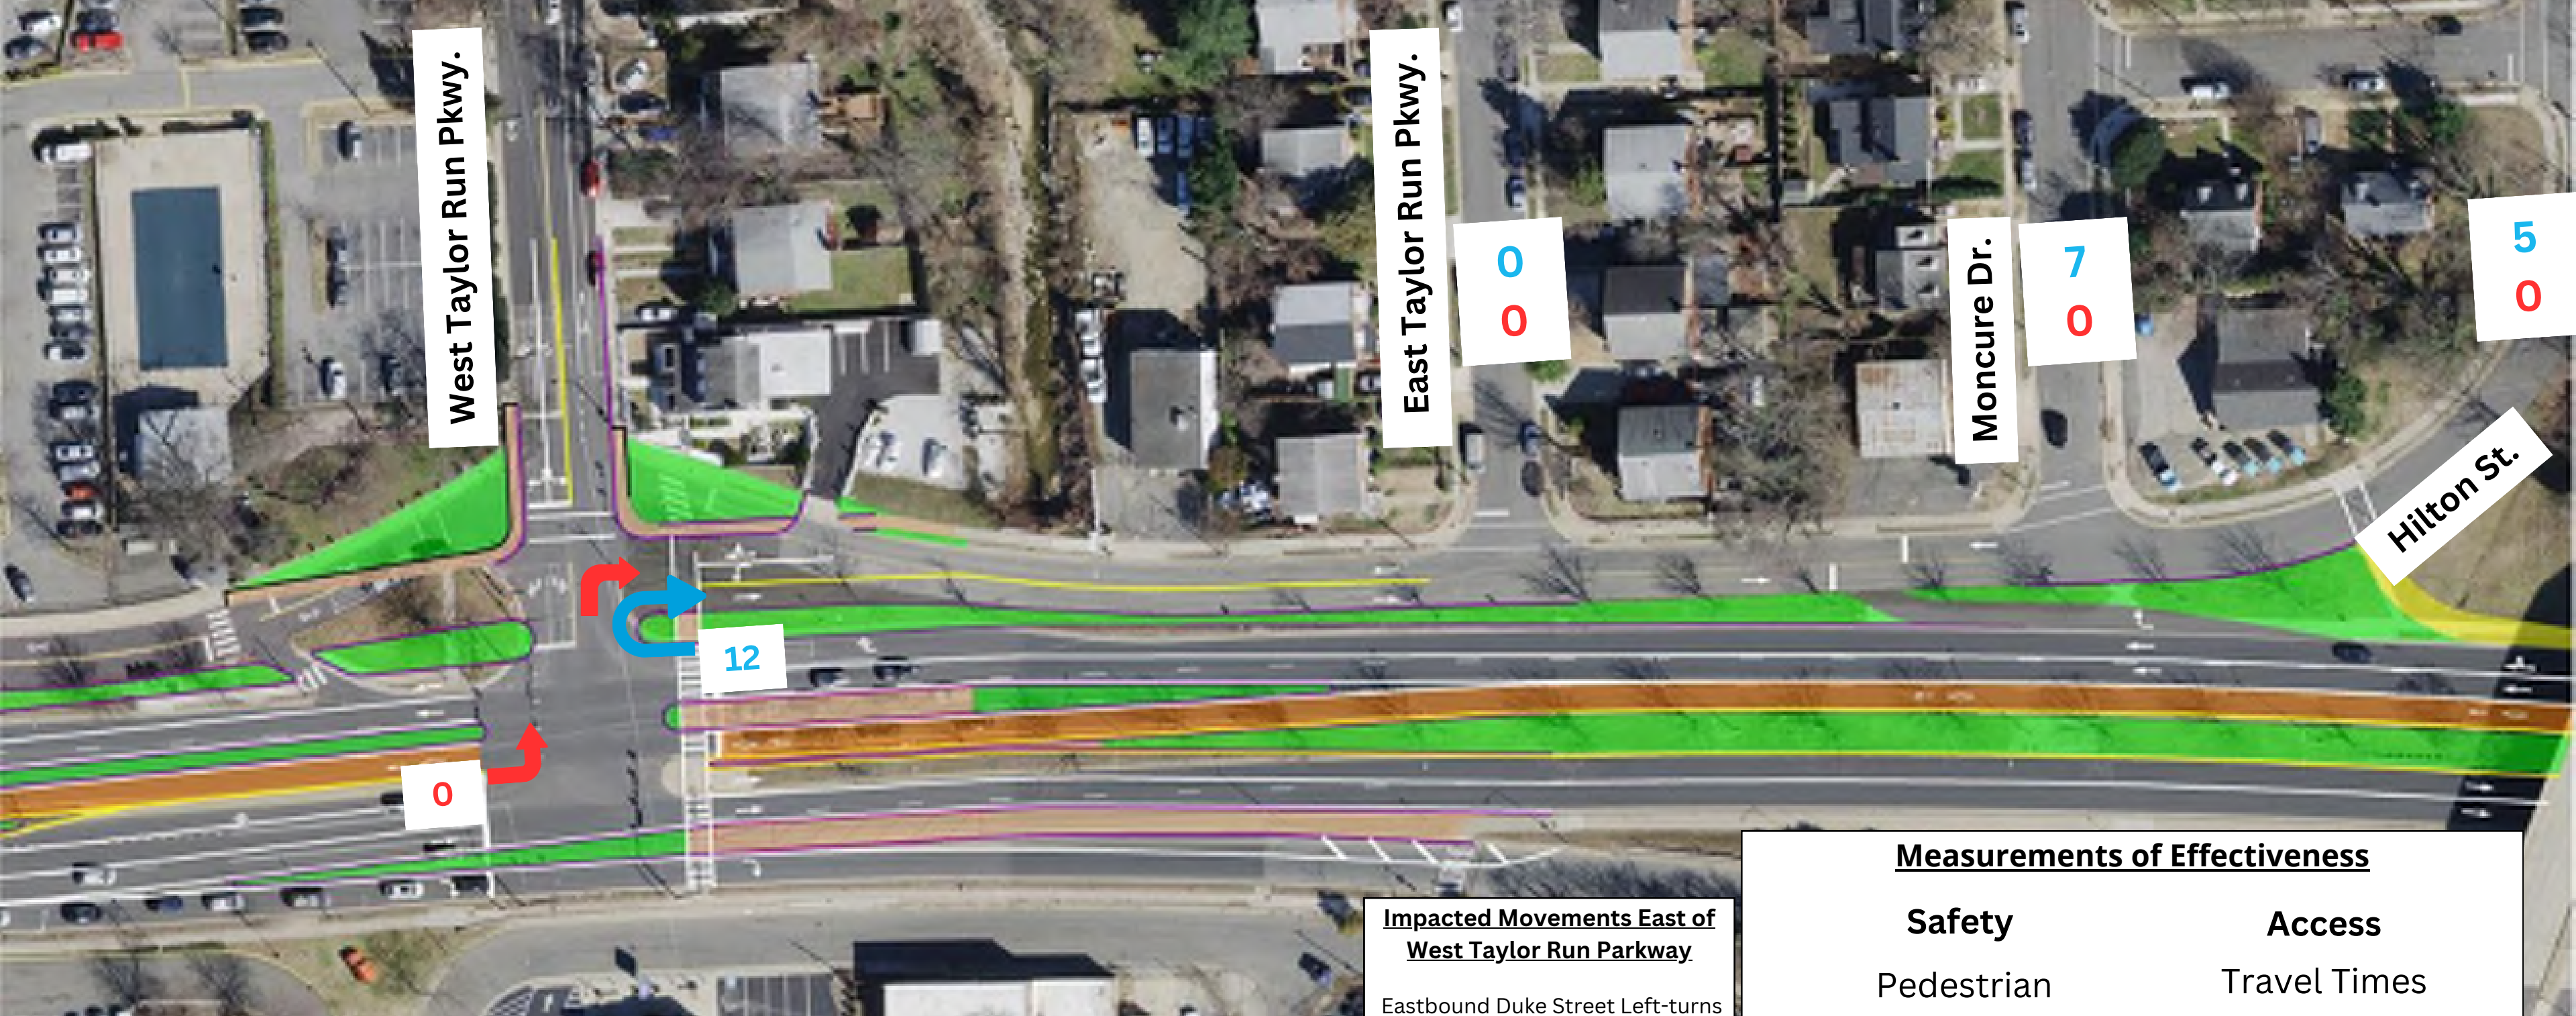 West Taylor Run Pkwy.
East Taylor Run Pkwy.
0
0
Moncure Dr.
7
0
5
0
Hilton St.
12
0
Impacted Movements East of
West Taylor Run Parkway
Eastbound Duke Street Left-turns
Measurements of Effectiveness
Safety
Access
Pedestrian
Travel Times